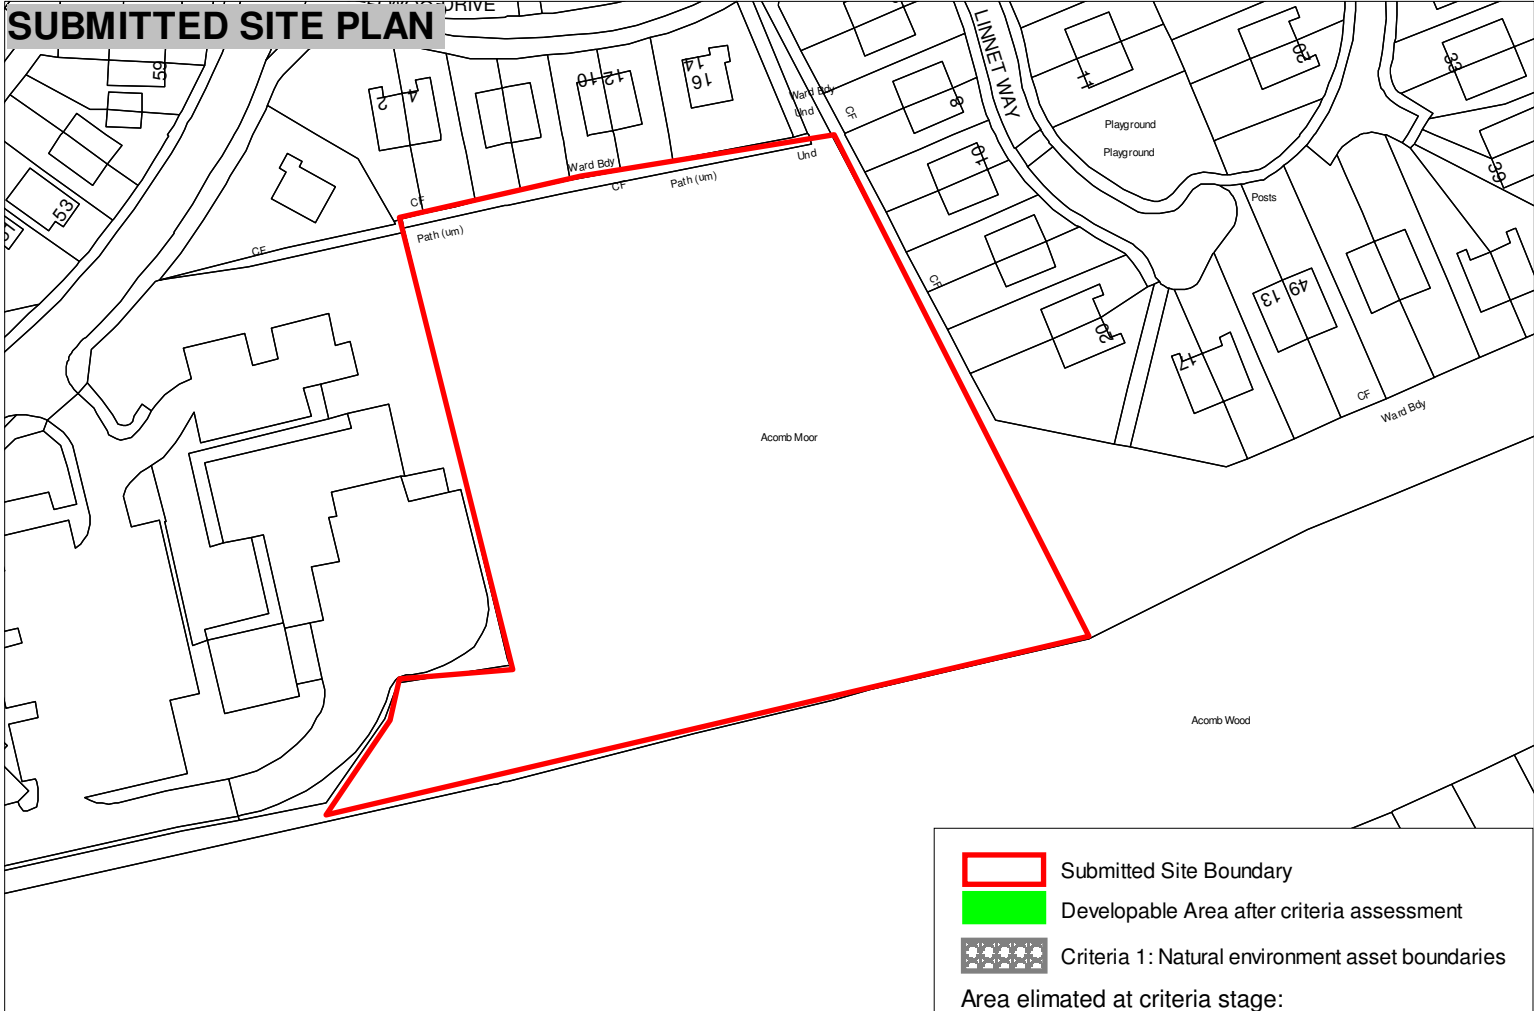 SUBMITTED SITE PLAN
DRIVE
59
53
2
4
10
12
14
16
Ward Bdy
Und
CF
Und
Ward Bdy
CF
Path (um)
CF
Path (um)
CF
LINNET WAY
8
10
11
Playground
Playground
Posts
33
39
CF
20
17
13
49
CF
Ward Bdy
Acomb Moor
Acomb Wood
Submitted Site Boundary
Developable Area after criteria assessment
Criteria 1: Natural environment asset boundaries
Area elimated at criteria stage: